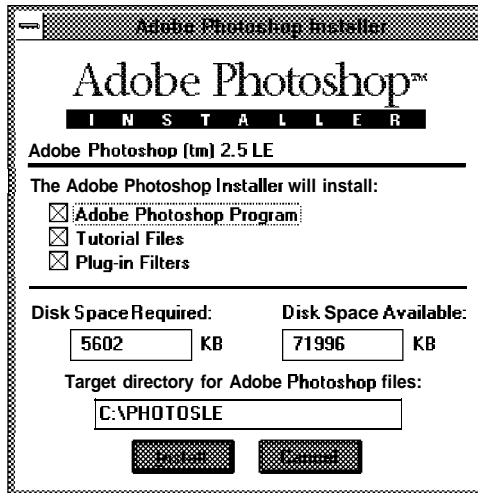 Adobe Photoshop Installer
Adobe Photoshop™
INSTALLER
Adobe Photoshop (tm) 2.5 LE
The Adobe Photoshop Installer will install:
Adobe Photoshop Program
Tutorial Files
Plug-in Filters
Disk Space Required: Disk Space Available:
5602 KB 71996 KB
Target directory for Adobe Photoshop files:
C:\PHOTOSLE
Install Cancel